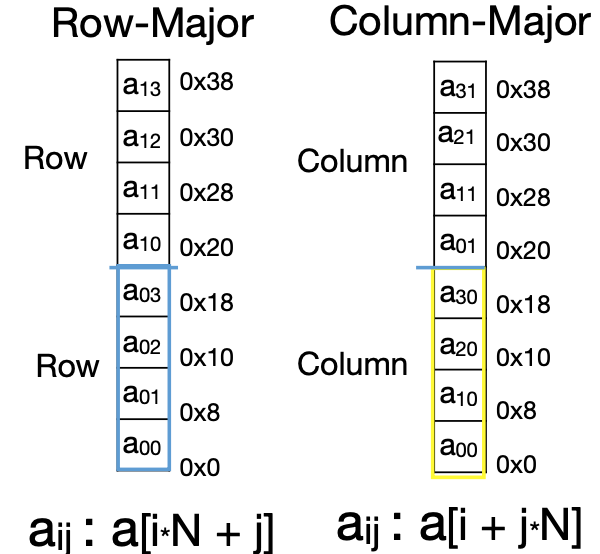 Row-Major
a13 0x38
a12 0x30
Row
a11 0x28
a10 0x20
a03 0x18
a02 0x10
Row
a01 0x8
a00 0x0
aij : a[i*N + j]
Column-Major
a31 0x38
a21 0x30
Column
a11 0x28
a01 0x20
a30 0x18
a20 0x10
Column
a10 0x8
a00 0x0
aij : a[i + j*N]